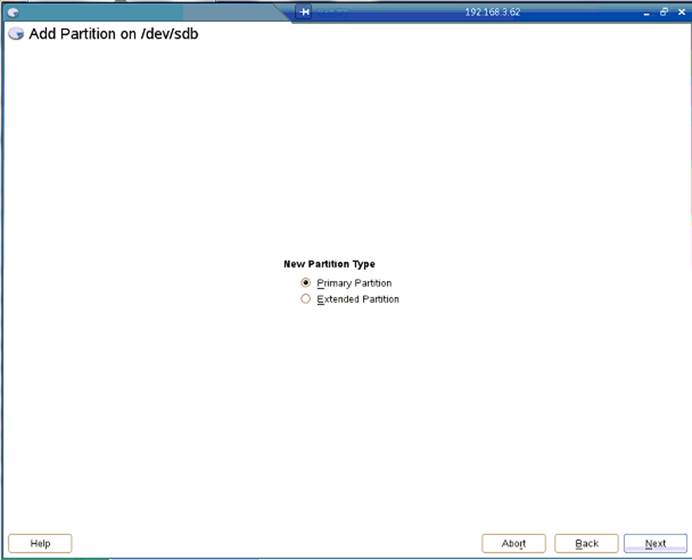 192.168.3.62
Add Partition on /dev/sdb
New Partition Type
Primary Partition
Extended Partition
Help
Abort
Back
Next